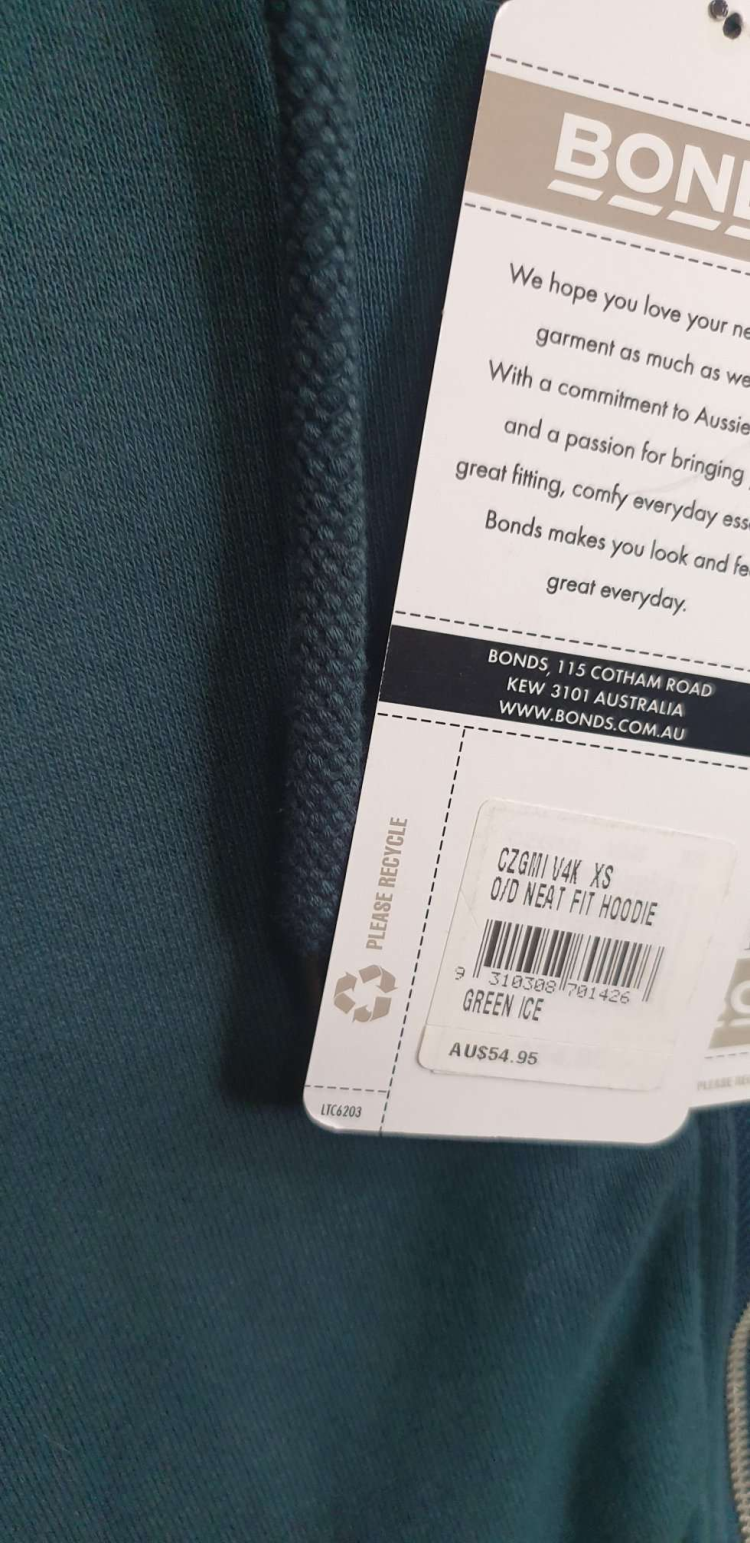 BON
We hope you love your ne
garment as much as we
With a commitment to Aussie
and a passion for bringing
great fitting, comfy everyday ess
Bonds makes you look and fe
great everyday.
BONDS, 115 COTHAM ROAD
KEW 3101 AUSTRALIA
WWW.BONDS.COM.AU
PLEASE RECYCLE
XS
O/D NEAT FIT HOODIE
9 310308 701426
GREEN ICE
AU$54.95
LTC6203